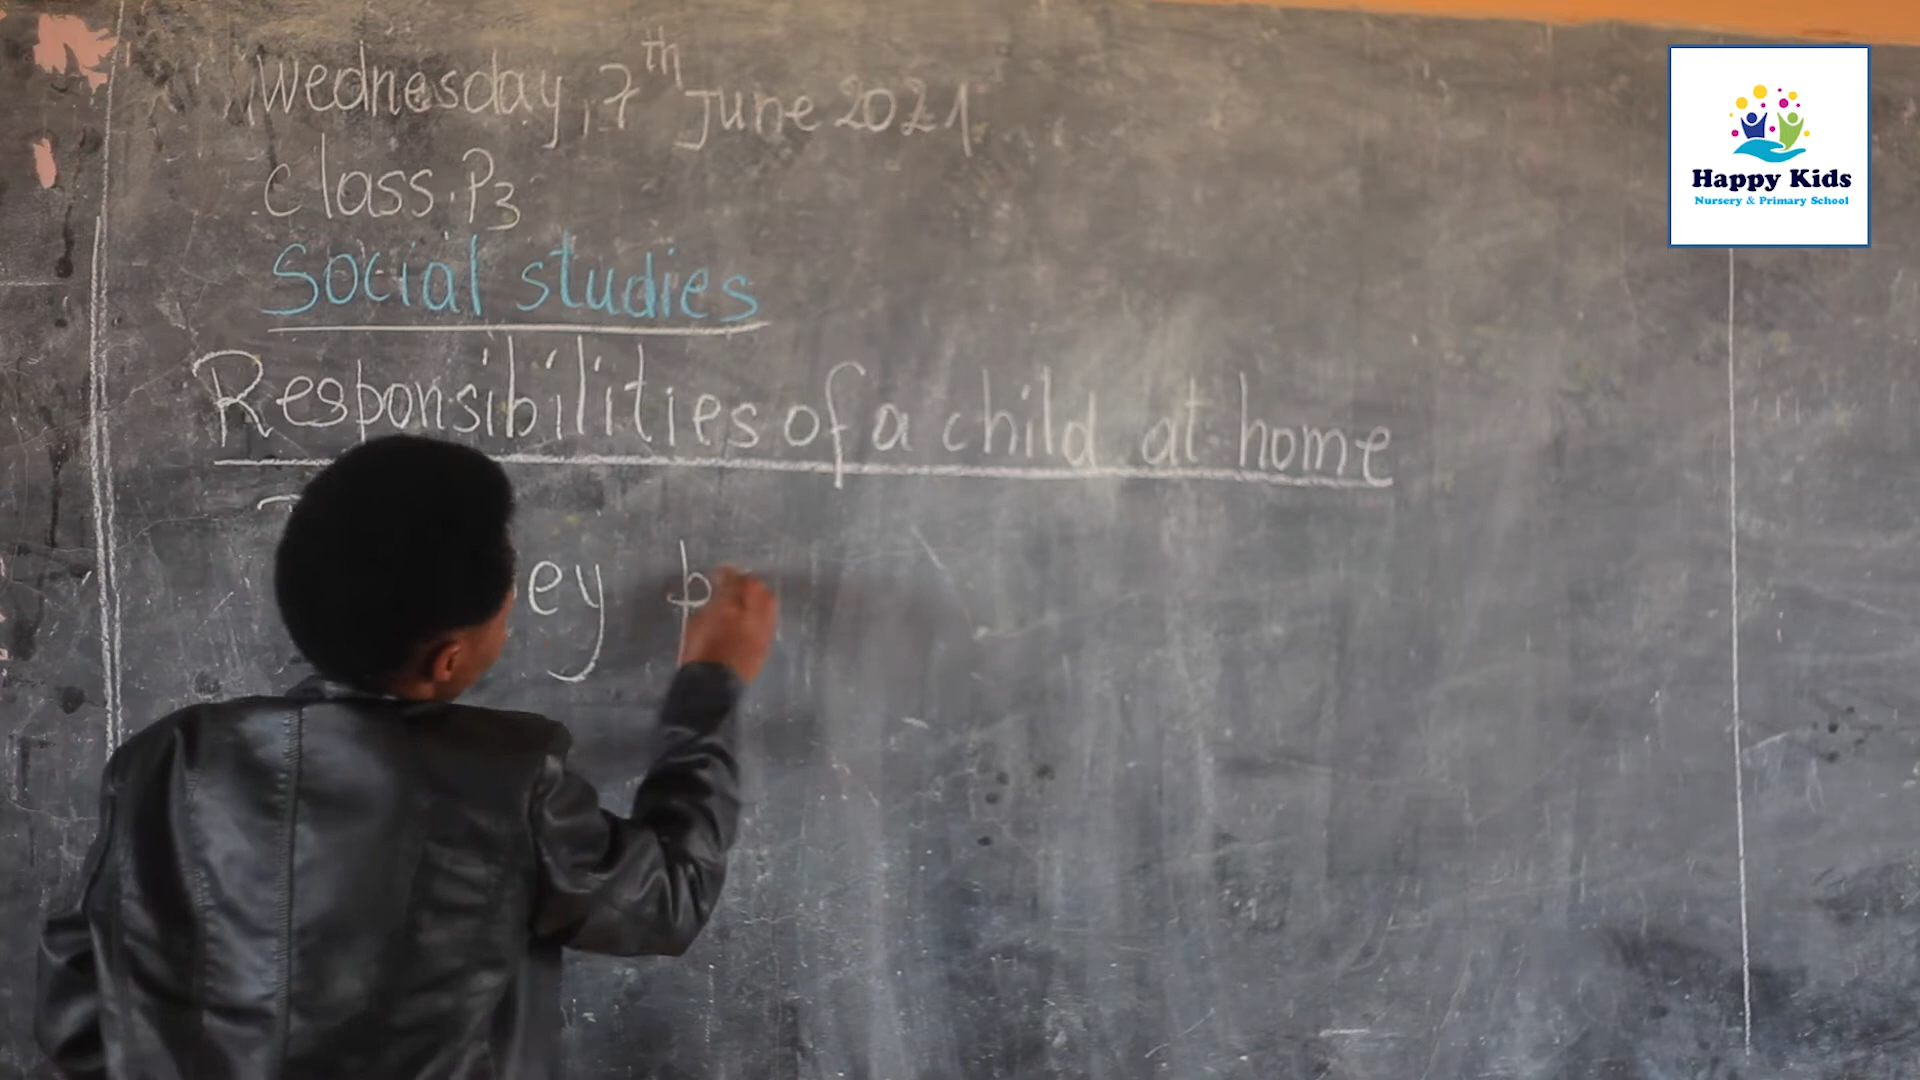 Wednesday, 7th June 2021
Class. P3
Social studies
Responsibilities of a child at home
Happy Kids
Nursery & Primary School